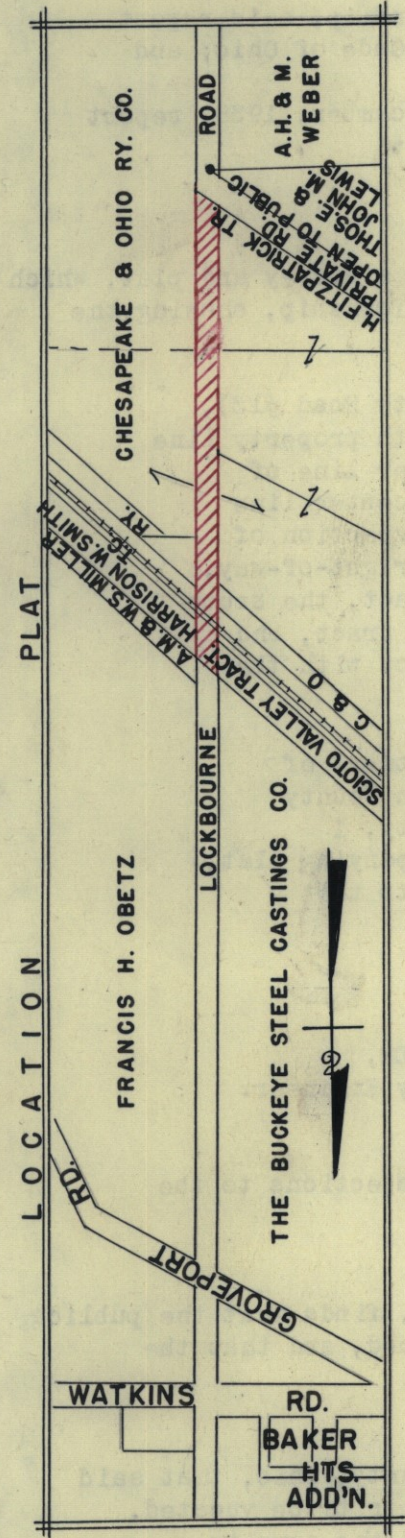 LOCATION PLAT
ROAD
A.H. & M.
WEBER
CHESAPEAKE & OHIO RY. CO.
THOS. E. &
JOHN M.
LEWIS
H. FITZPATRICK TR.
PRIVATE RD.
OPEN TO PUBLIC
RY.
CO.
A.M. & W.S. MILLER
HARRISON W. SMITH
SCIOTO VALLEY TRACT.
C & O
LOCKBOURNE
FRANCIS H. OBETZ
THE BUCKEYE STEEL CASTINGS CO.
RD.
GROVEPORT
WATKINS RD.
BAKER
HTS.
ADD'N.